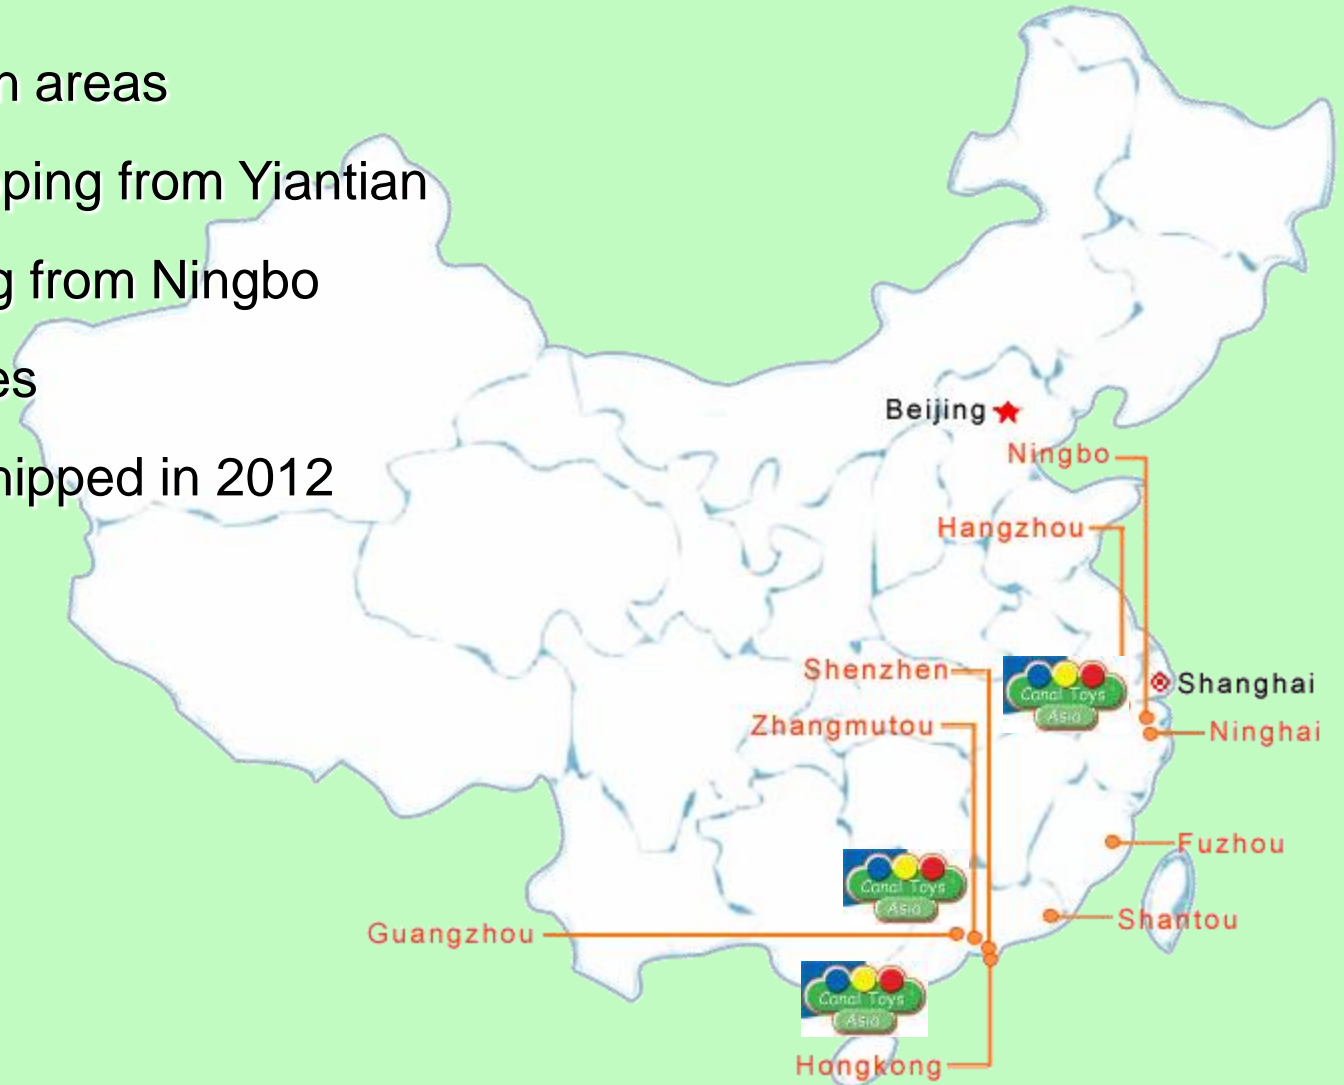 n areas
ping from Yiantian
g from Ningbo
es
hipped in 2012
Beijing
Ningbo
Hangzhou
Shenzhen
Canal Toys
Asia
Shanghai
Zhangmutou
Ninghai
Fuzhou
Canal Toys
Asia
Shantou
Guangzhou
Canal Toys
Asia
Hongkong